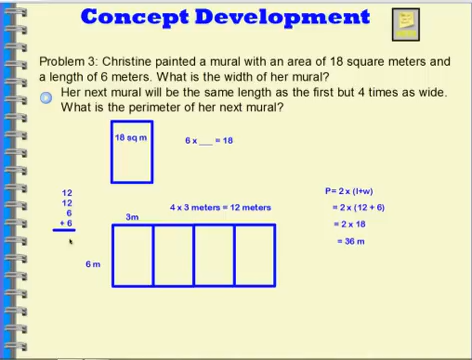 Concept Development
Problem 3: Christine painted a mural with an area of 18 square meters and
a length of 6 meters. What is the width of her mural?
Her next mural will be the same length as the first but 4 times as wide.
What is the perimeter of her next mural?
18 sq m
6 x ___ = 18
12
12
6
+ 6
4 x 3 meters = 12 meters
3m
6 m
P= 2 x (l+w)
= 2 x (12 + 6)
= 2 x 18
= 36 m